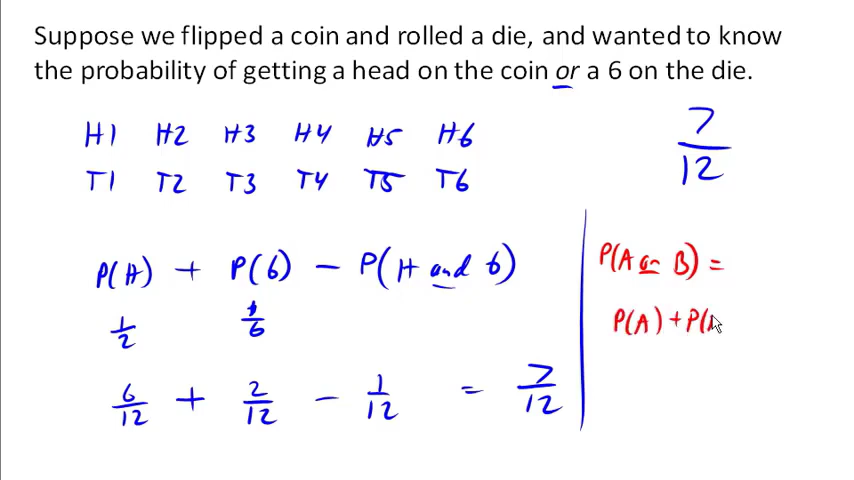 Suppose we flipped a coin and rolled a die, and wanted to know
the probability of getting a head on the coin or a 6 on the die.
H1 H2 H3 H4 H5 H6
T1 T2 T3 T4 T5 T6
7/12
P(H) + P(6) − P(H and 6)
1/2 1/6
6/12 + 2/12 − 1/12 = 7/12
P(A or B) =
P(A) + P(